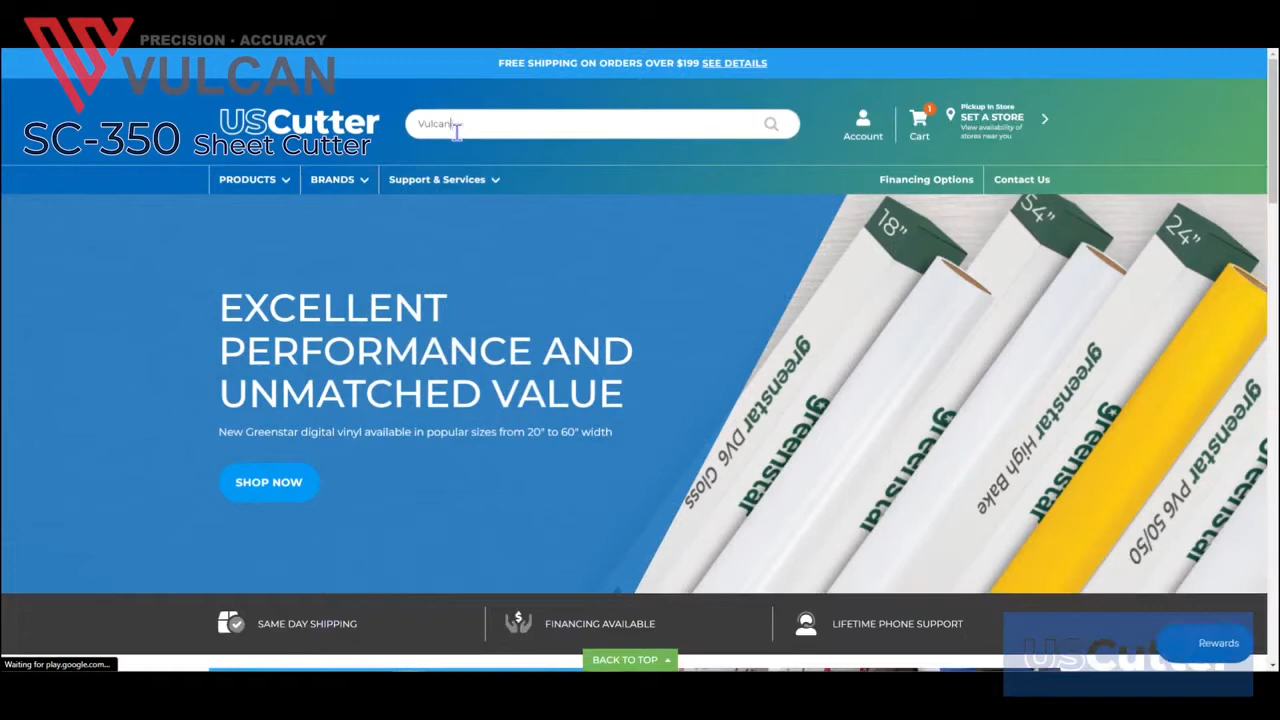 PRECISION - ACCURACY
VULCAN
SC-350 Sheet Cutter
FREE SHIPPING ON ORDERS OVER $199 SEE DETAILS
USCutter
Vulcan
Account
1
Cart
Pickup In Store
SET A STORE
View availability of
stores near you
PRODUCTS
BRANDS
Support & Services
Financing Options
Contact Us
EXCELLENT
PERFORMANCE AND
UNMATCHED VALUE
New Greenstar digital vinyl available in popular sizes from 20" to 60" width
SHOP NOW
18"
54"
24"
greenstar DV6 Gloss
greenstar
greenstar High Bake
greenstar
greenstar PV6 50/50
greenstar
SAME DAY SHIPPING
FINANCING AVAILABLE
LIFETIME PHONE SUPPORT
BACK TO TOP
USCutter
Rewards
Waiting for play.google.com...